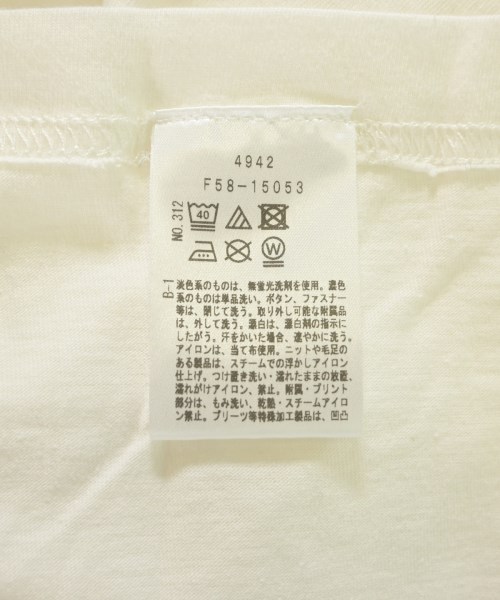 4942
F58-15053
NO.312
40
W
B-1
淡色系のものは、無蛍光洗剤を使用。濃色
系のものは単品洗い。ボタン、ファスナー
等は、閉じて洗う。取り外し可能な附属品
は、外して洗う。漂白は、漂白剤の指示に
したがう。汗をかいた場合、速やかに洗う。
アイロンは、当て布使用。ニットや毛足の
ある製品は、スチームでの浮かしアイロン
仕上げ。つけ置き洗い・濡れたままの放置、
濡れがけアイロン、禁止。附属・プリント
部分は、もみ洗い、乾燥・スチームアイロ
ン禁止。プリーツ等特殊加工製品は、凹凸